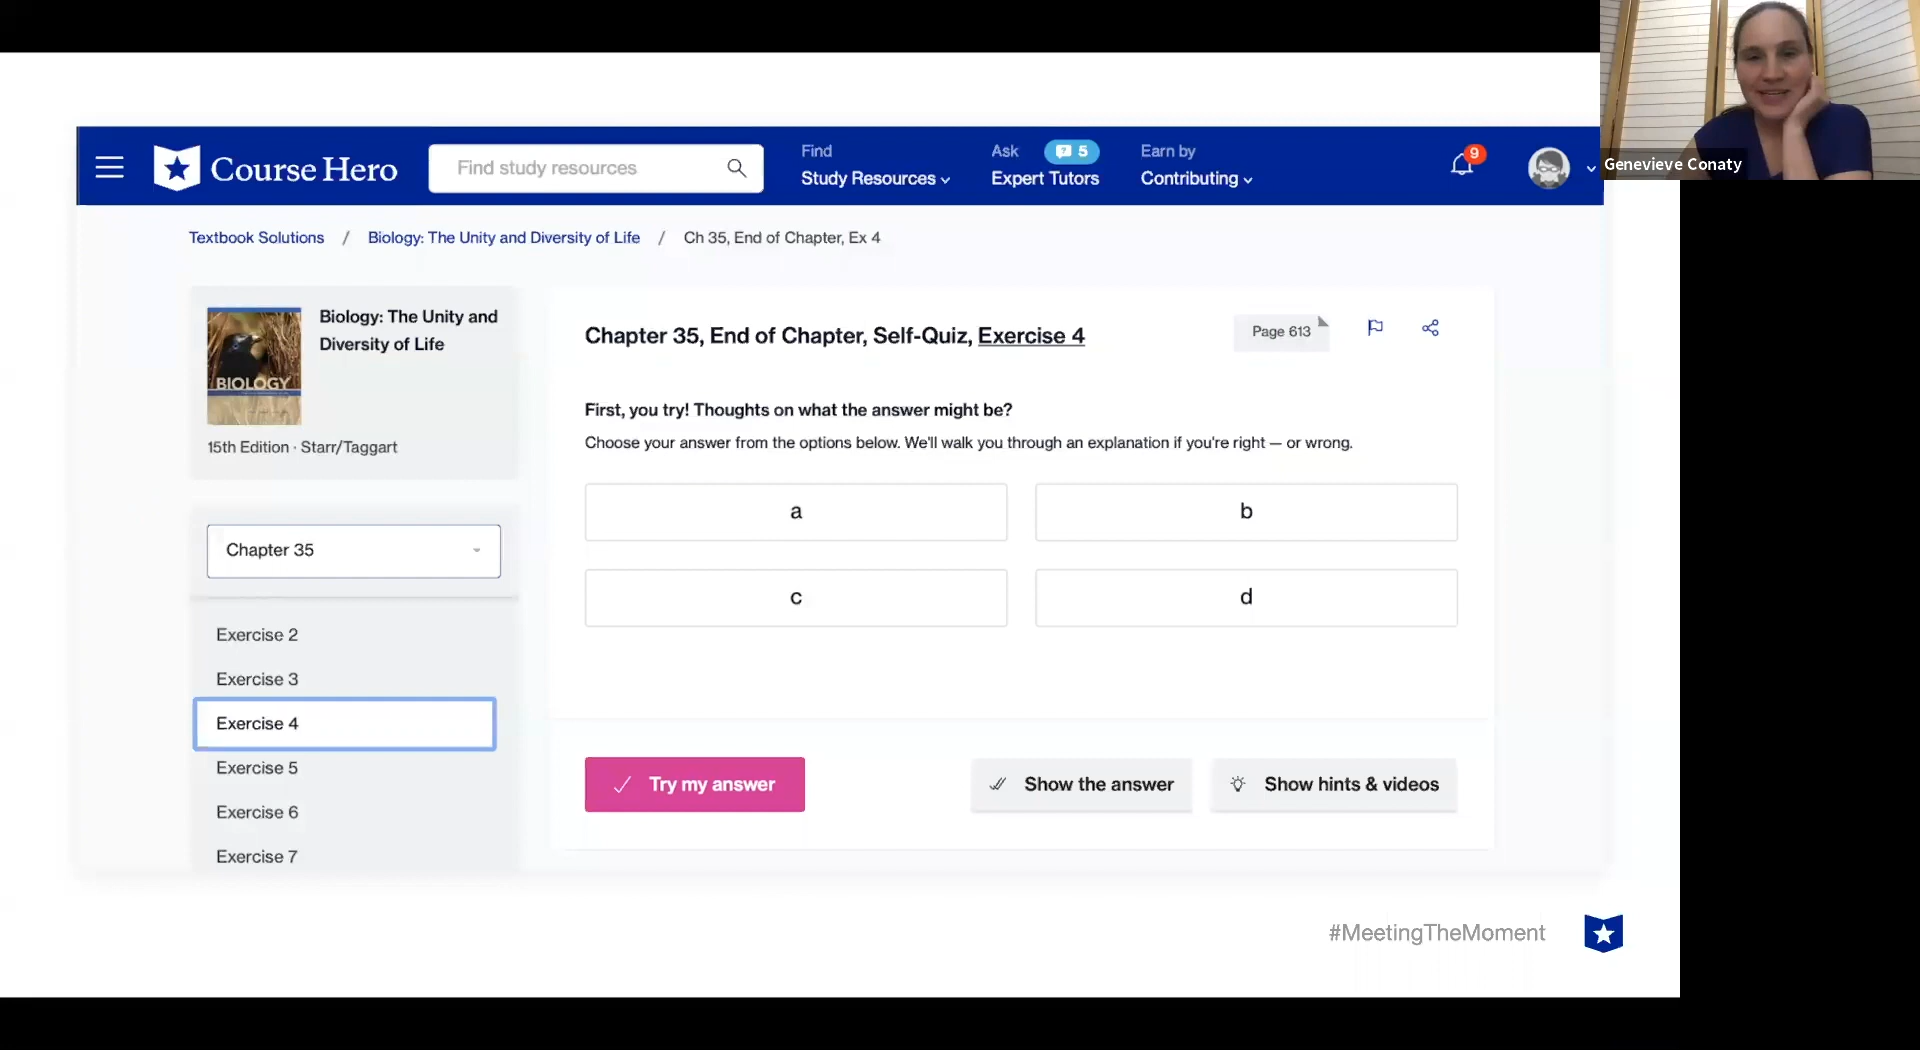 Genevieve Conaty
Course Hero
Find study resources
Find
Study Resources
Ask
5
Expert Tutors
Earn by
Contributing
9
Textbook Solutions / Biology: The Unity and Diversity of Life / Ch 35, End of Chapter, Ex 4
Biology: The Unity and
Diversity of Life
BIOLOGY
15th Edition · Starr/Taggart
Chapter 35
Exercise 2
Exercise 3
Exercise 4
Exercise 5
Exercise 6
Exercise 7
Chapter 35, End of Chapter, Self-Quiz, Exercise 4
Page 613
First, you try! Thoughts on what the answer might be?
Choose your answer from the options below. We'll walk you through an explanation if you're right — or wrong.
a
b
c
d
Try my answer
Show the answer
Show hints & videos
#MeetingTheMoment